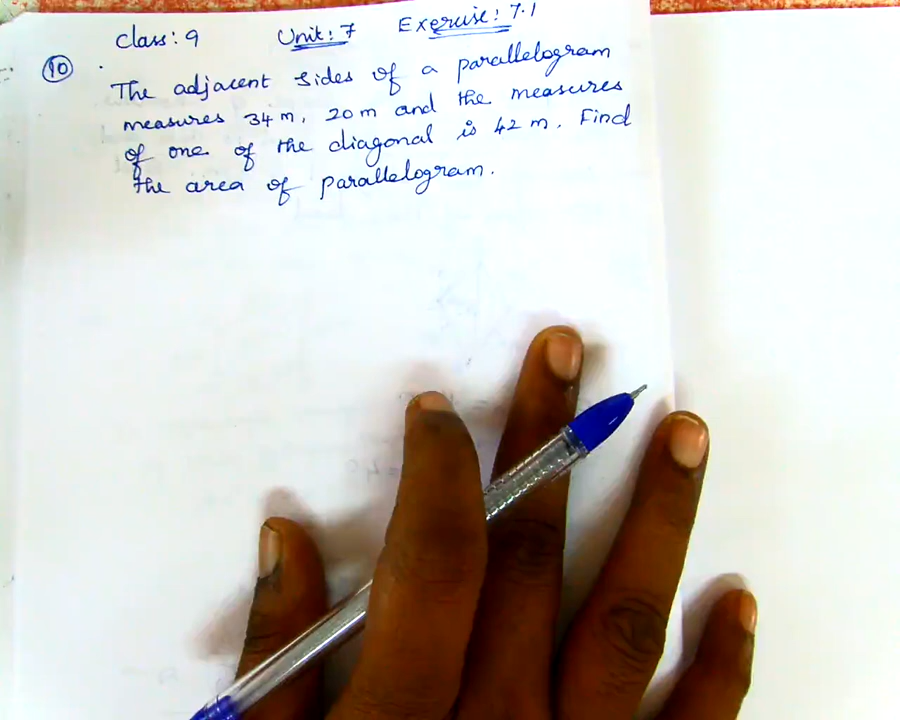 Class: 9 Unit: 7 Exercise: 7.1
10 The adjacent sides of a parallelogram
measures 34 m, 20 m and the measures
of one of the diagonal is 42 m. Find
the area of parallelogram.